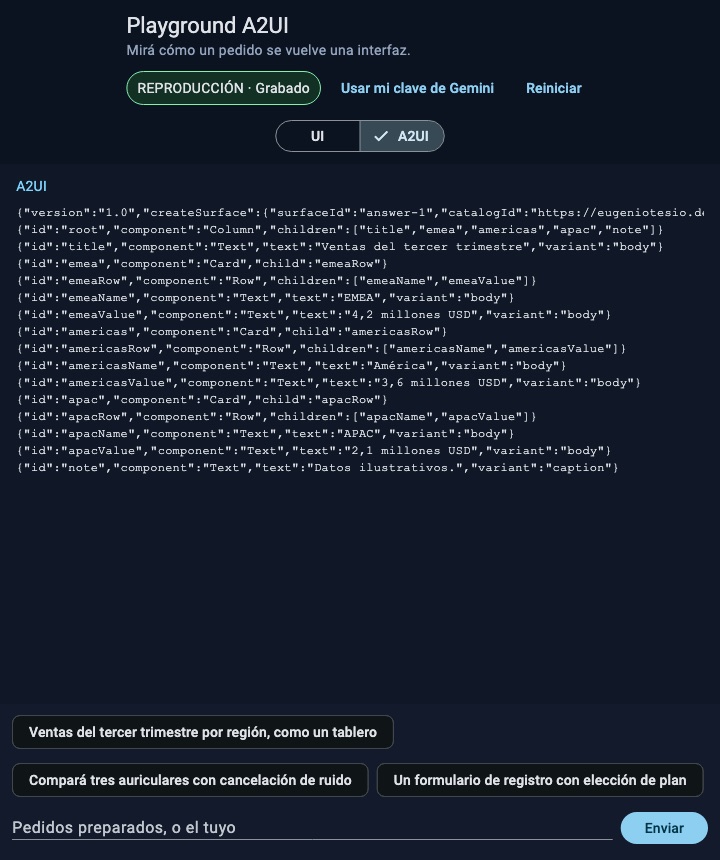 Playground A2UI
Mirá cómo un pedido se vuelve una interfaz.
REPRODUCCIÓN · Grabado
Usar mi clave de Gemini
Reiniciar
UI
A2UI
A2UI
{"version":"1.0","createSurface":{"surfaceId":"answer-1","catalogId":"https://eugeniotesio.de
{"id":"root","component":"Column","children":["title","emea","americas","apac","note"]}
{"id":"title","component":"Text","text":"Ventas del tercer trimestre","variant":"body"}
{"id":"emea","component":"Card","child":"emeaRow"}
{"id":"emeaRow","component":"Row","children":["emeaName","emeaValue"]}
{"id":"emeaName","component":"Text","text":"EMEA","variant":"body"}
{"id":"emeaValue","component":"Text","text":"4,2 millones USD","variant":"body"}
{"id":"americas","component":"Card","child":"americasRow"}
{"id":"americasRow","component":"Row","children":["americasName","americasValue"]}
{"id":"americasName","component":"Text","text":"América","variant":"body"}
{"id":"americasValue","component":"Text","text":"3,6 millones USD","variant":"body"}
{"id":"apac","component":"Card","child":"apacRow"}
{"id":"apacRow","component":"Row","children":["apacName","apacValue"]}
{"id":"apacName","component":"Text","text":"APAC","variant":"body"}
{"id":"apacValue","component":"Text","text":"2,1 millones USD","variant":"body"}
{"id":"note","component":"Text","text":"Datos ilustrativos.","variant":"caption"}
Ventas del tercer trimestre por región, como un tablero
Compará tres auriculares con cancelación de ruido
Un formulario de registro con elección de plan
Pedidos preparados, o el tuyo
Enviar